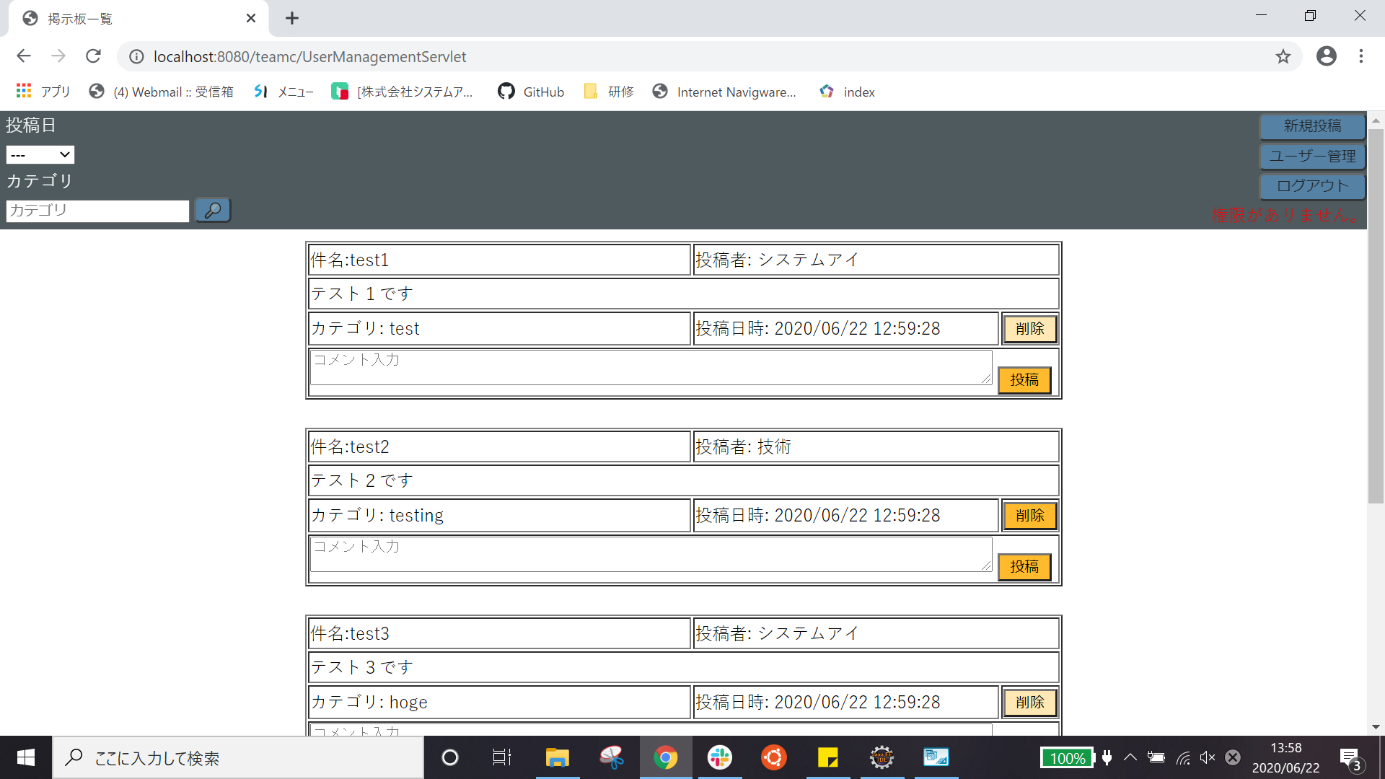 掲示板一覧
localhost:8080/teamc/UserManagementServlet
アプリ (4) Webmail :: 受信箱 メニュー [株式会社システムア... GitHub 研修 Internet Navigware... index
投稿日
---
カテゴリ
カテゴリ
新規投稿
ユーザー管理
ログアウト
権限がありません。
件名:test1 投稿者: システムアイ
テスト１です
カテゴリ: test 投稿日時: 2020/06/22 12:59:28 削除
コメント入力
投稿
件名:test2 投稿者: 技術
テスト２です
カテゴリ: testing 投稿日時: 2020/06/22 12:59:28 削除
コメント入力
投稿
件名:test3 投稿者: システムアイ
テスト３です
カテゴリ: hoge 投稿日時: 2020/06/22 12:59:28 削除
コメント入力
ここに入力して検索
100%
13:58
2020/06/22
3